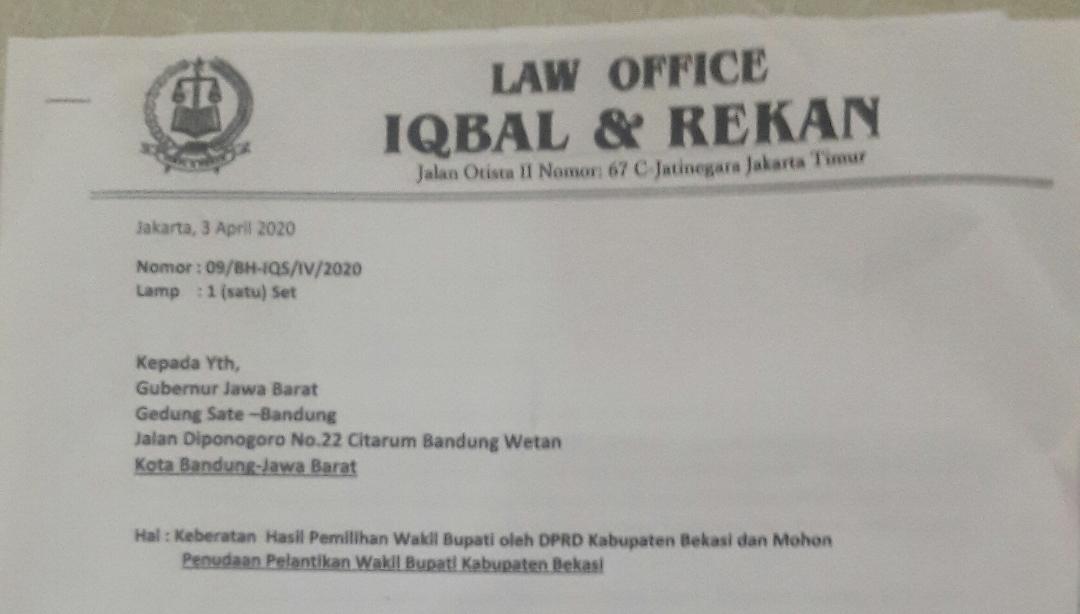 LAW OFFICE
IQBAL & REKAN
Jalan Otista II Nomor: 67 C-Jatinegara Jakarta Timur
Jakarta, 3 April 2020
Nomor : 09/BH-IQS/IV/2020
Lamp : 1 (satu) Set
Kepada Yth,
Gubernur Jawa Barat
Gedung Sate –Bandung
Jalan Diponogoro No.22 Citarum Bandung Wetan
Kota Bandung-Jawa Barat
Hal : Keberatan Hasil Pemilihan Wakil Bupati oleh DPRD Kabupaten Bekasi dan Mohon
Penudaan Pelantikan Wakil Bupati Kabupaten Bekasi